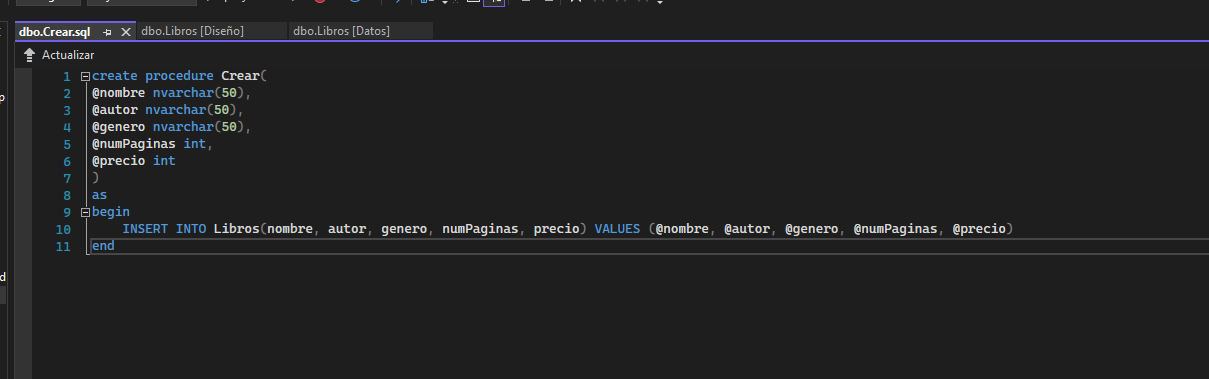 dbo.Crear.sql dbo.Libros [Diseño] dbo.Libros [Datos]
Actualizar
1 create procedure Crear(
2 @nombre nvarchar(50),
3 @autor nvarchar(50),
4 @genero nvarchar(50),
5 @numPaginas int,
6 @precio int
7 )
8 as
9 begin
10 INSERT INTO Libros(nombre, autor, genero, numPaginas, precio) VALUES (@nombre, @autor, @genero, @numPaginas, @precio)
11 end